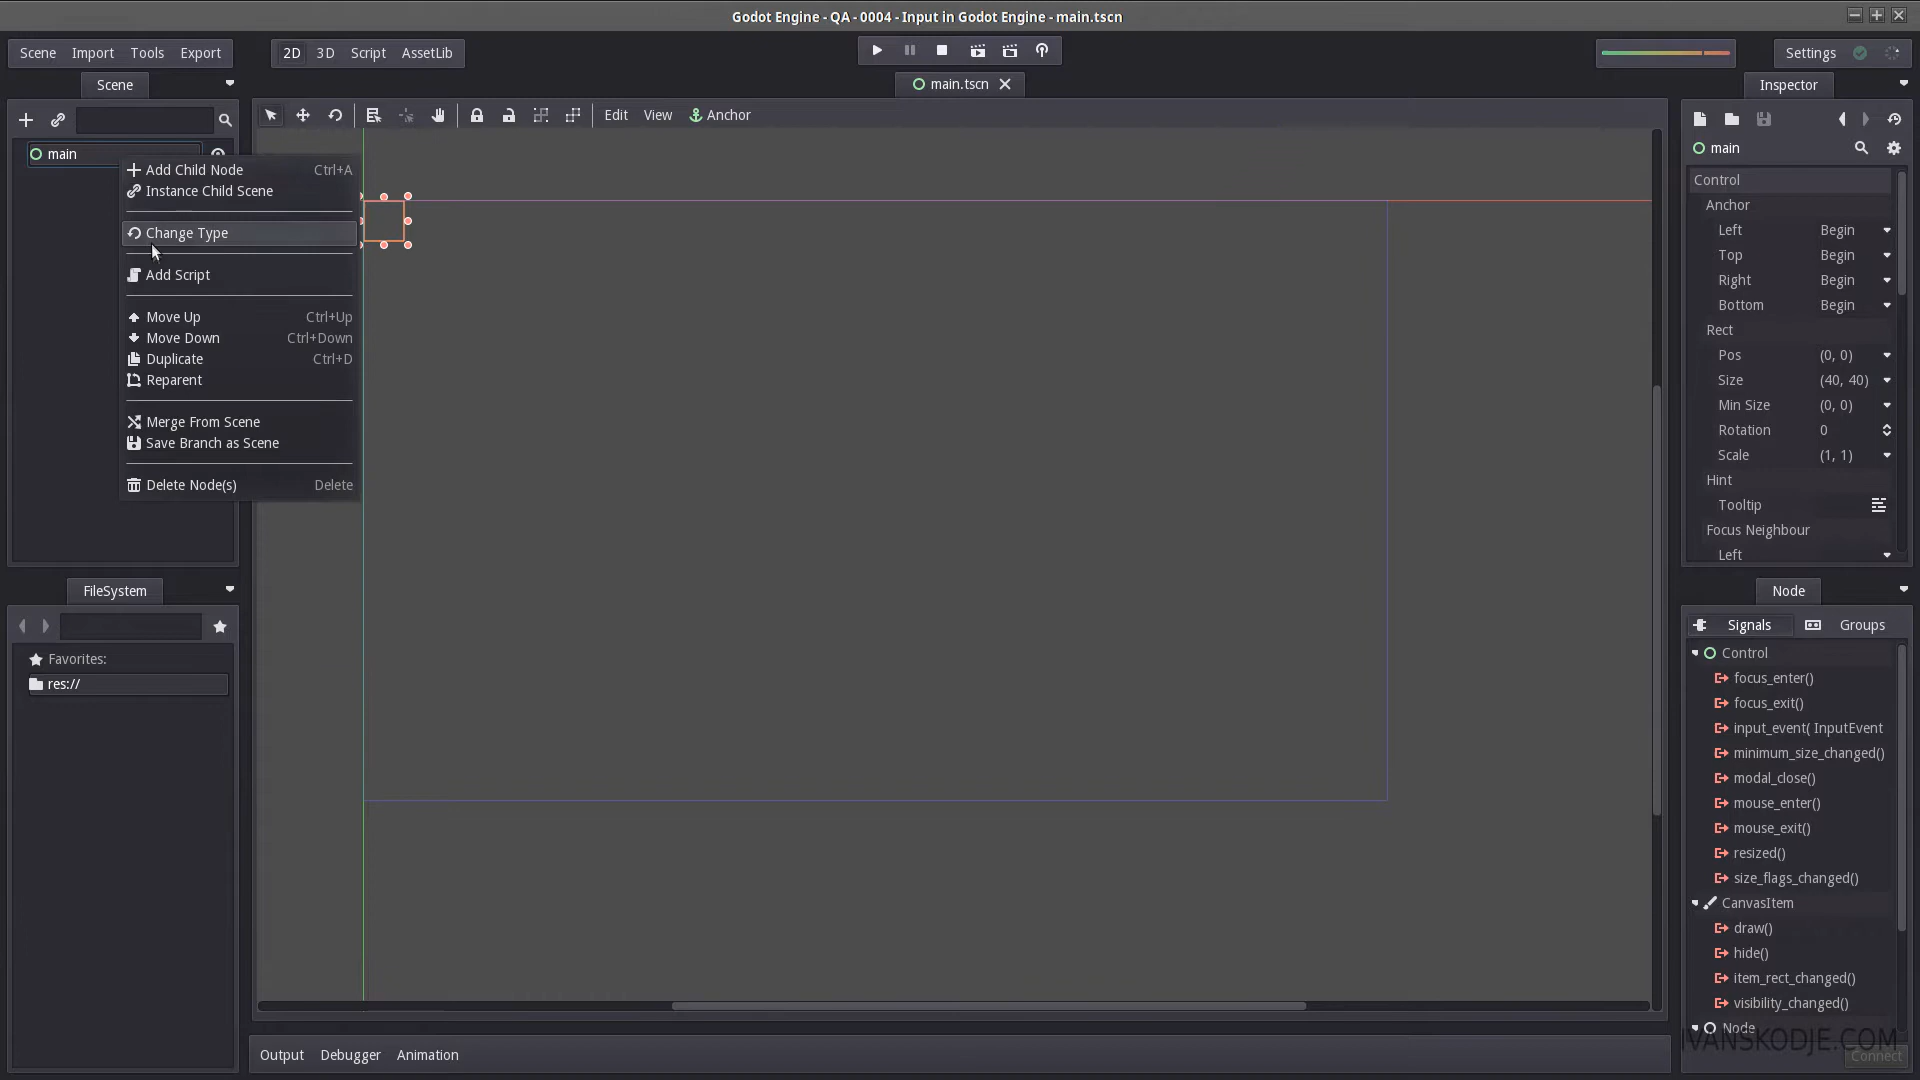 Godot Engine - QA - 0004 - Input in Godot Engine - main.tscn
Scene Import Tools Export
2D 3D Script AssetLib
Settings
Scene
main.tscn
Inspector
Edit View Anchor
main
main
Add Child Node Ctrl+A
Instance Child Scene
Change Type
Add Script
Move Up Ctrl+Up
Move Down Ctrl+Down
Duplicate Ctrl+D
Reparent
Merge From Scene
Save Branch as Scene
Delete Node(s) Delete
Control
Anchor
Left Begin
Top Begin
Right Begin
Bottom Begin
Rect
Pos (0, 0)
Size (40, 40)
Min Size (0, 0)
Rotation 0
Scale (1, 1)
Hint
Tooltip
Focus Neighbour
Left
FileSystem
Favorites:
res://
Node
Signals Groups
Control
focus_enter()
focus_exit()
input_event( InputEvent
minimum_size_changed()
modal_close()
mouse_enter()
mouse_exit()
resized()
size_flags_changed()
CanvasItem
draw()
hide()
item_rect_changed()
visibility_changed()
Node
IVANSKODJE.COM
Connect
Output Debugger Animation